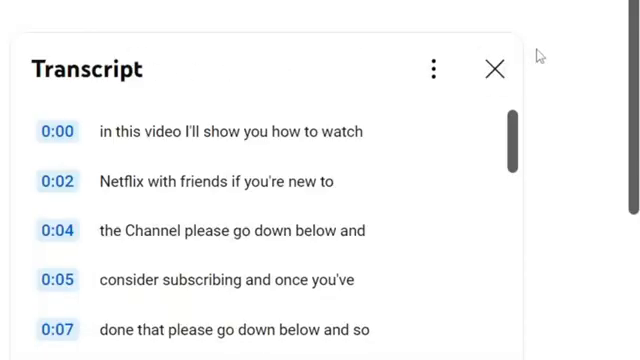 Transcript
0:00 in this video I'll show you how to watch
0:02 Netflix with friends if you're new to
0:04 the Channel please go down below and
0:05 consider subscribing and once you've
0:07 done that please go down below and so